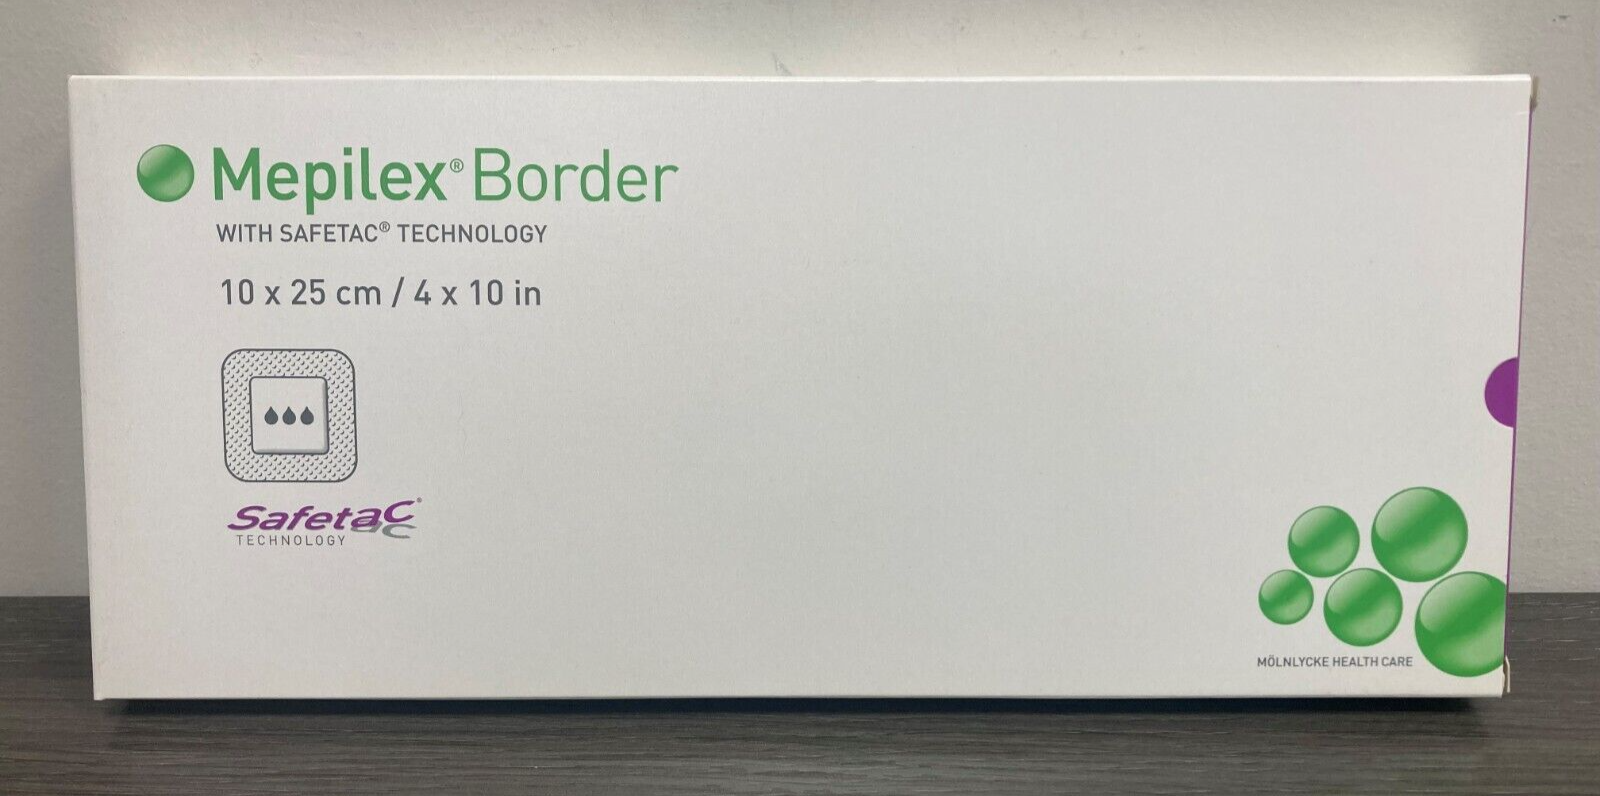 Mepilex® Border
WITH SAFETAC® TECHNOLOGY
10 x 25 cm / 4 x 10 in
Safetac®
TECHNOLOGY
MÖLNLYCKE HEALTH CARE